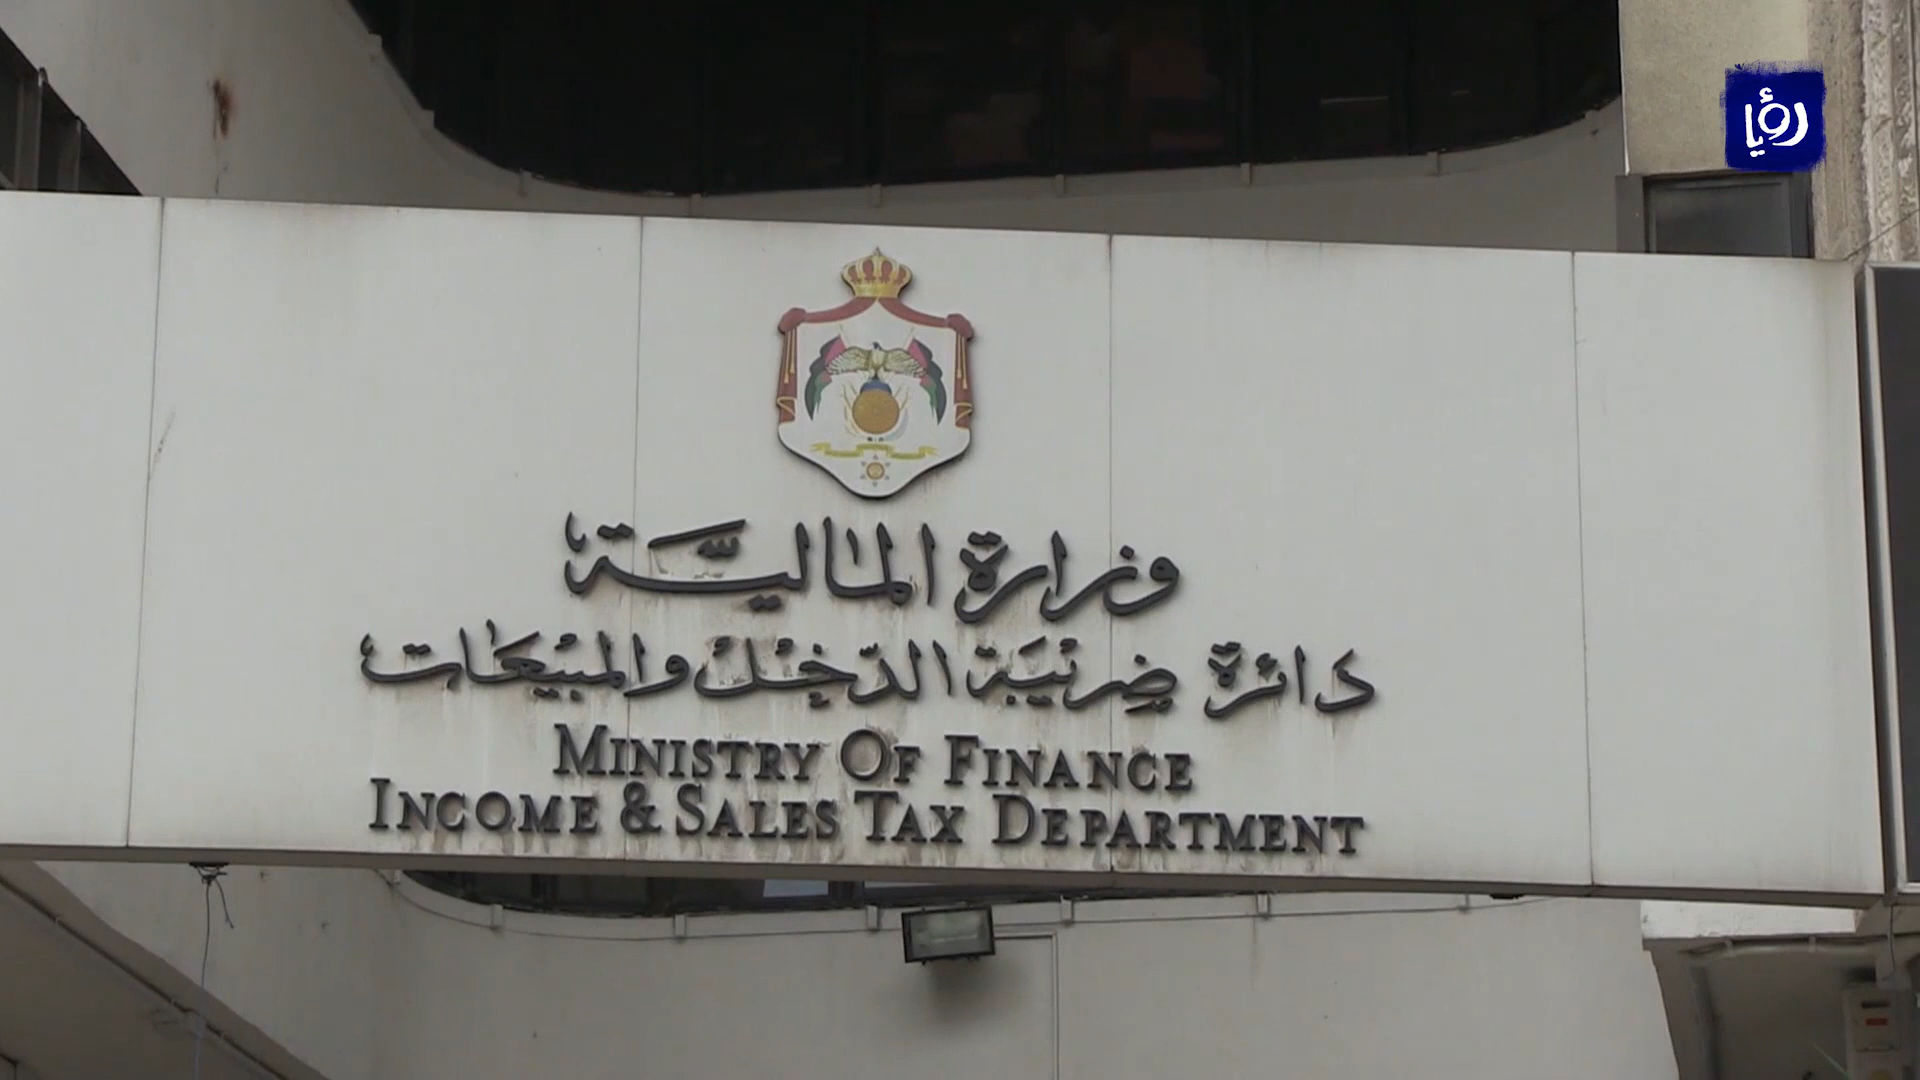 رؤيا
وزارة المالية
دائرة ضريبة الدخل والمبيعات
MINISTRY OF FINANCE
INCOME & SALES TAX DEPARTMENT